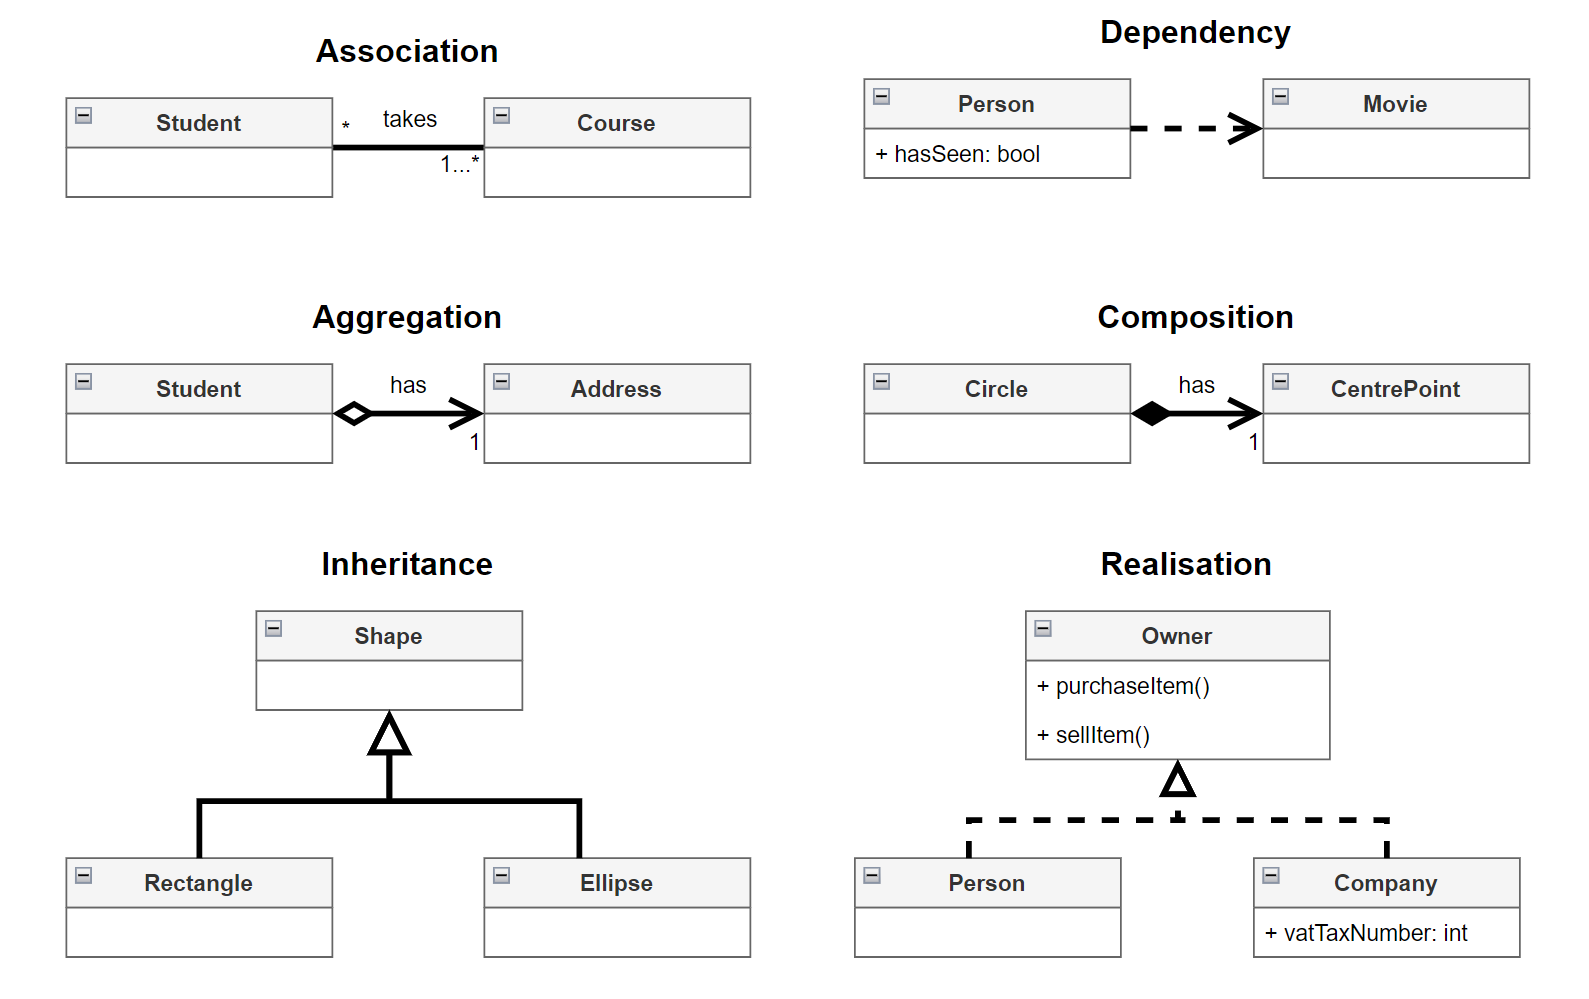 Association
Student
*
takes
1...*
Course
Dependency
Person
+ hasSeen: bool
Movie
Aggregation
Student
has
1
Address
Composition
Circle
has
1
CentrePoint
Inheritance
Shape
Rectangle
Ellipse
Realisation
Owner
+ purchaseItem()
+ sellItem()
Person
Company
+ vatTaxNumber: int